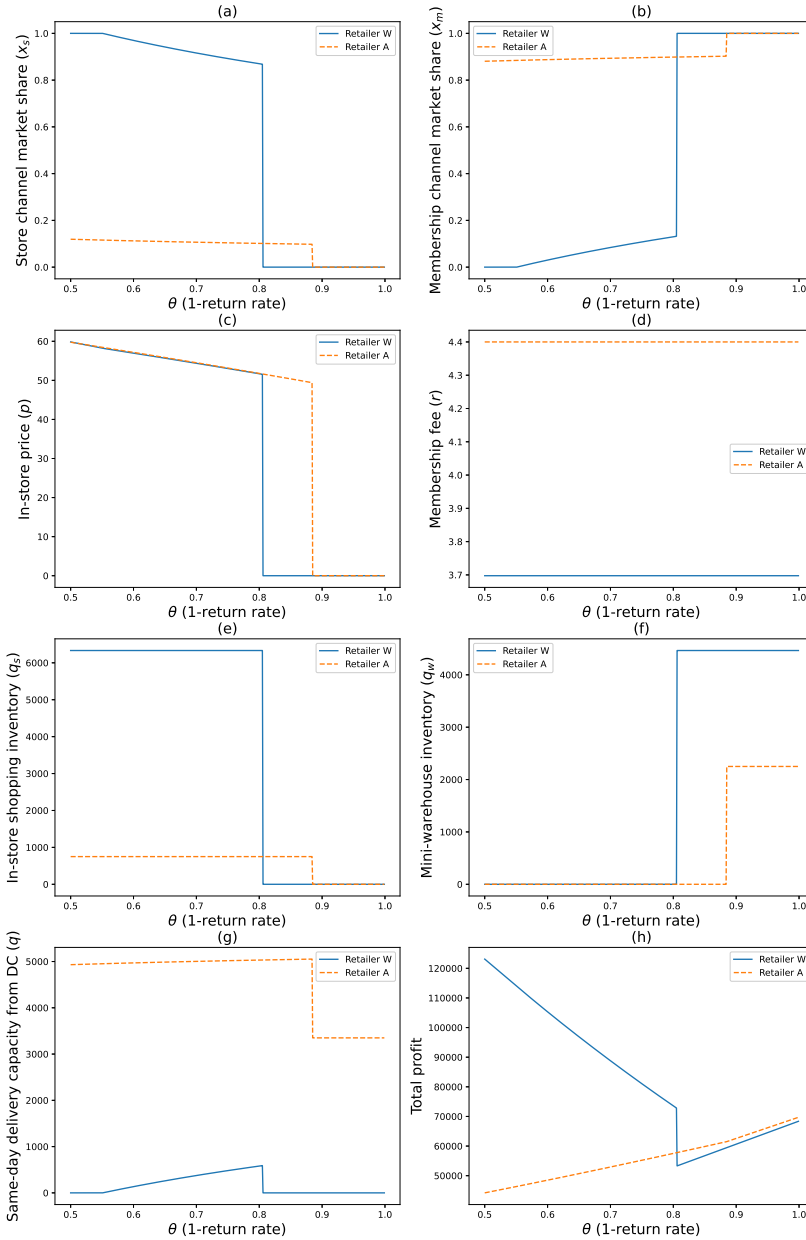 (a)
Store channel market share (x_s)
1.0
0.8
0.6
0.4
0.2
0.0
Retailer W
Retailer A
0.5 0.6 0.7 0.8 0.9 1.0
θ (1-return rate)
(b)
Membership channel market share (x_m)
1.0
0.8
0.6
0.4
0.2
0.0
Retailer W
Retailer A
0.5 0.6 0.7 0.8 0.9 1.0
θ (1-return rate)
(c)
In-store price (p)
60
50
40
30
20
10
0
Retailer W
Retailer A
0.5 0.6 0.7 0.8 0.9 1.0
θ (1-return rate)
(d)
Membership fee (r)
4.4
4.3
4.2
4.1
4.0
3.9
3.8
3.7
Retailer W
Retailer A
0.5 0.6 0.7 0.8 0.9 1.0
θ (1-return rate)
(e)
In-store shopping inventory (q_s)
6000
5000
4000
3000
2000
1000
0
Retailer W
Retailer A
0.5 0.6 0.7 0.8 0.9 1.0
θ (1-return rate)
(f)
Mini-warehouse inventory (q_w)
4000
3000
2000
1000
0
Retailer W
Retailer A
0.5 0.6 0.7 0.8 0.9 1.0
θ (1-return rate)
(g)
Same-day delivery capacity from DC (q)
5000
4000
3000
2000
1000
0
Retailer W
Retailer A
0.5 0.6 0.7 0.8 0.9 1.0
θ (1-return rate)
(h)
Total profit
120000
110000
100000
90000
80000
70000
60000
50000
Retailer W
Retailer A
0.5 0.6 0.7 0.8 0.9 1.0
θ (1-return rate)